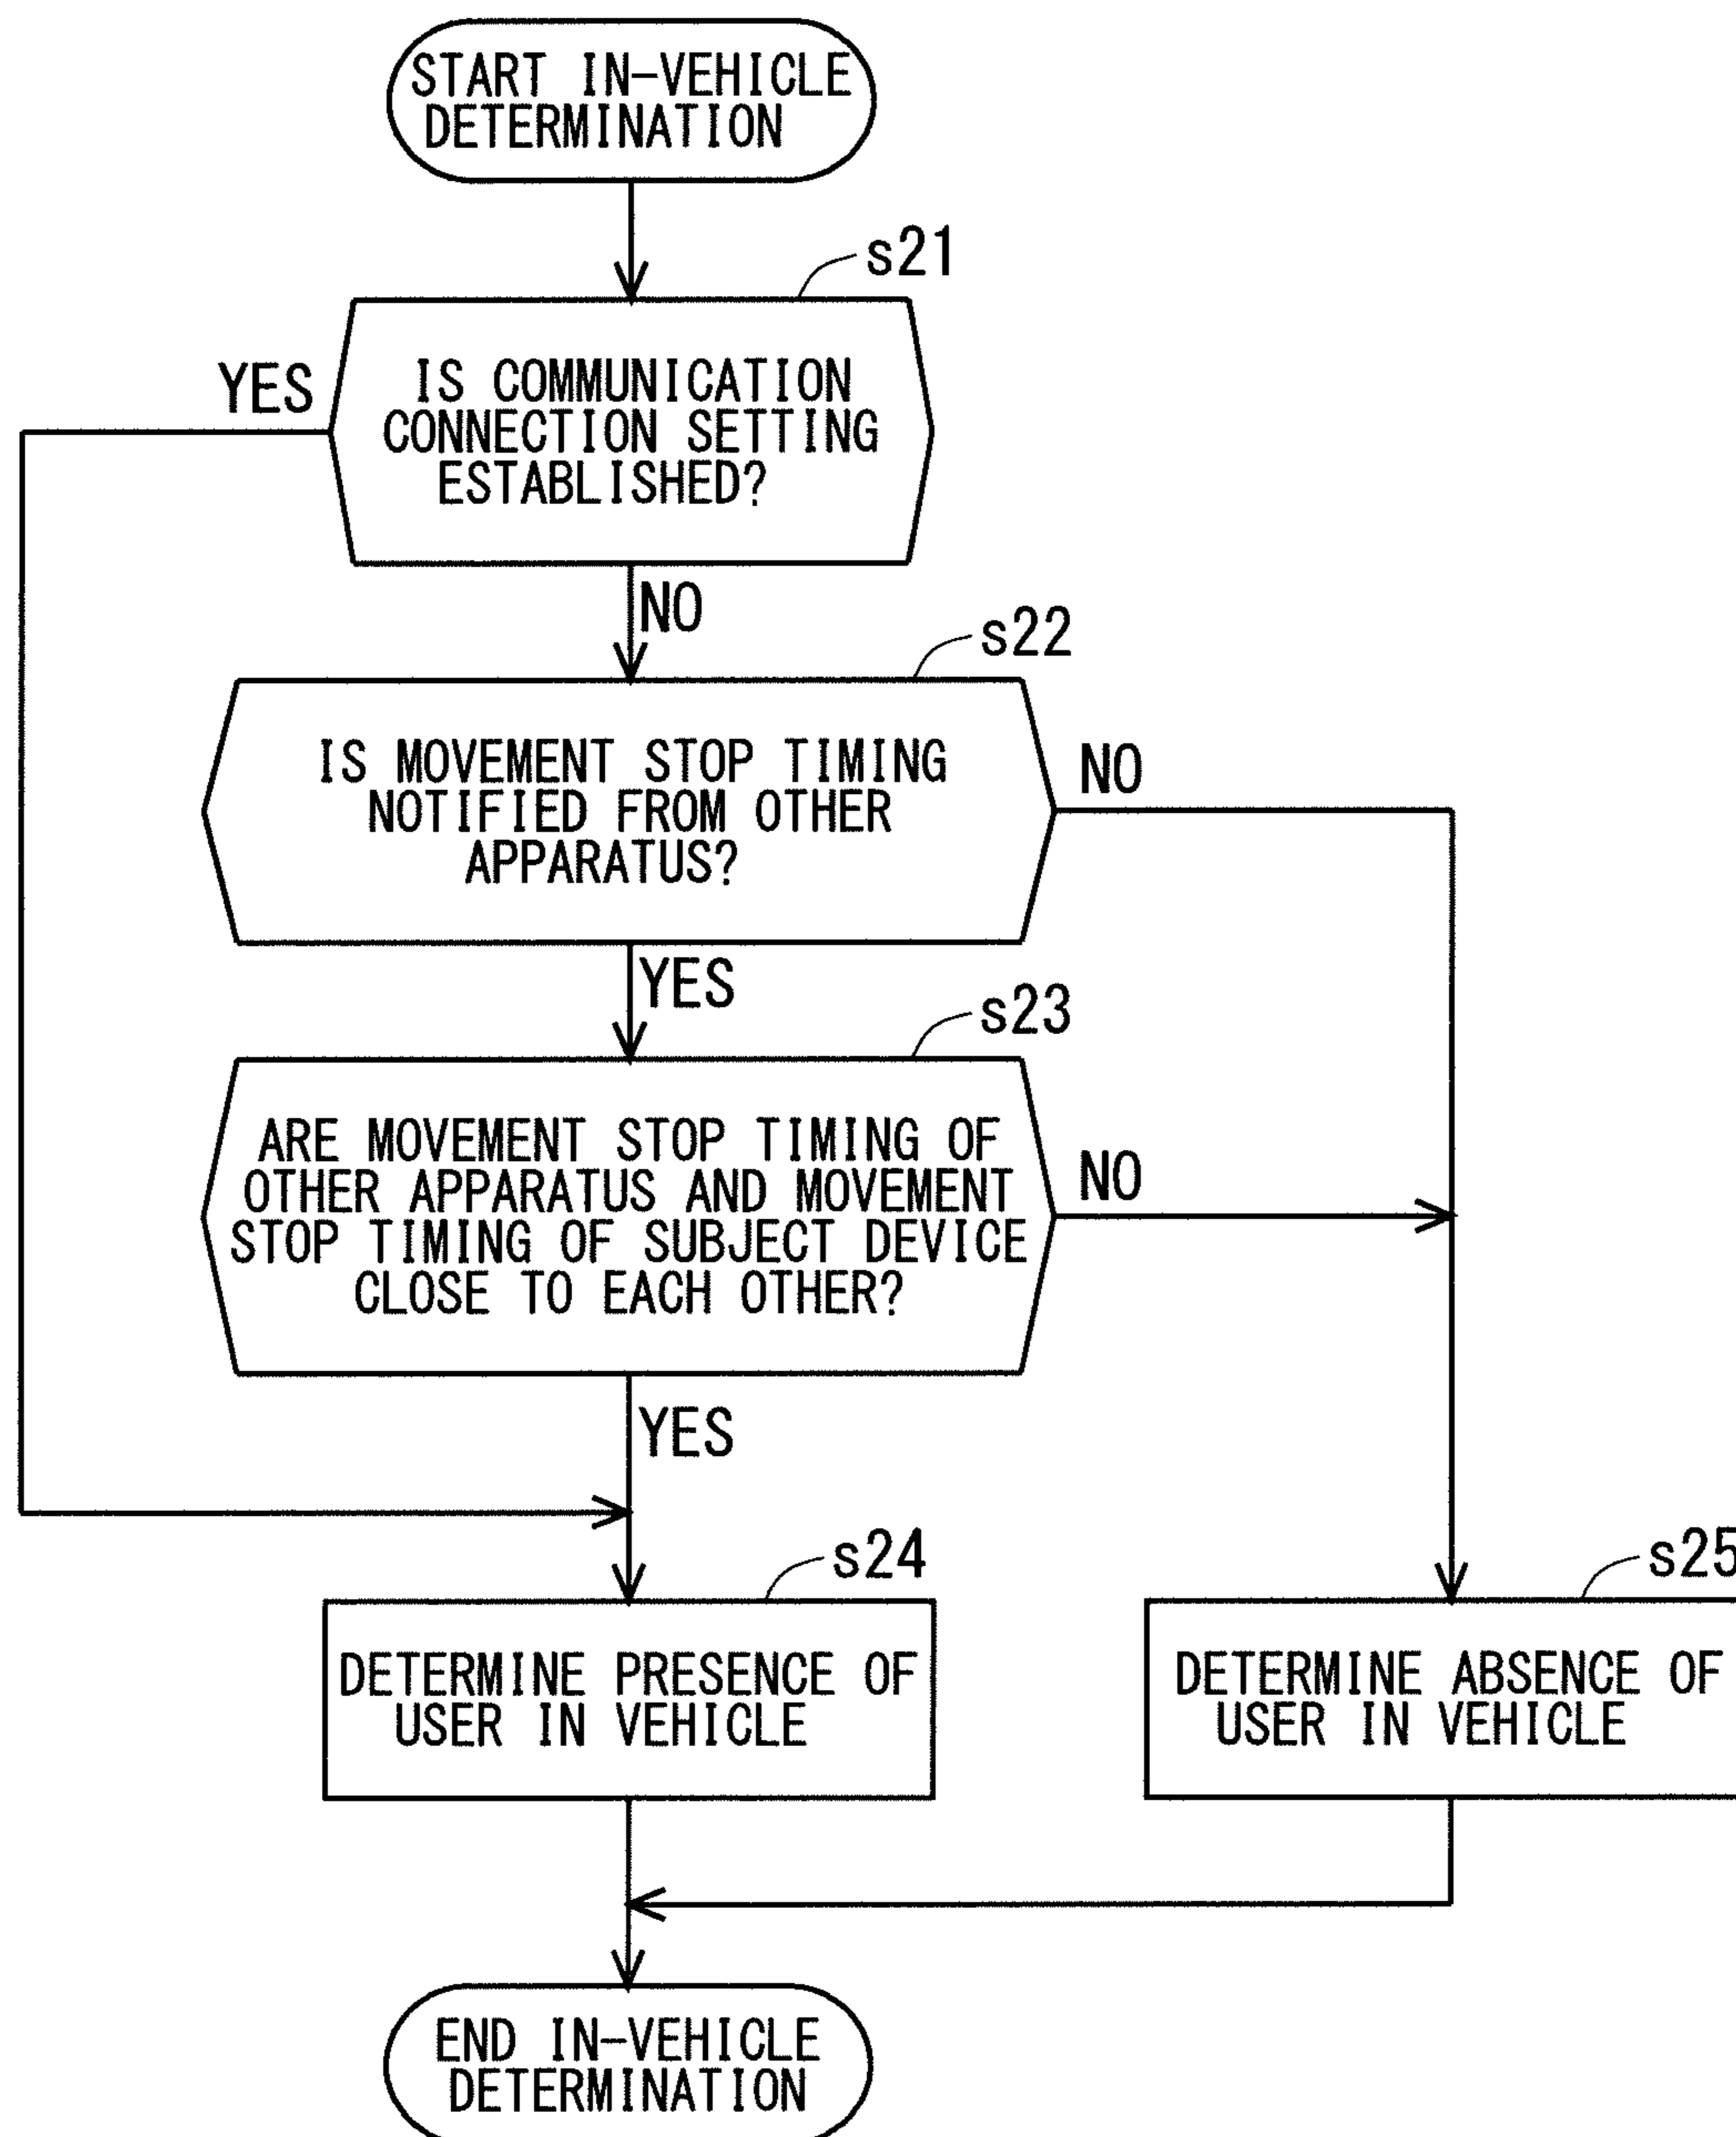 START IN-VEHICLE
DETERMINATION
s21
YES
IS COMMUNICATION
CONNECTION SETTING
ESTABLISHED?
NO
s22
IS MOVEMENT STOP TIMING
NOTIFIED FROM OTHER
APPARATUS?
NO
YES
s23
ARE MOVEMENT STOP TIMING OF
OTHER APPARATUS AND MOVEMENT
STOP TIMING OF SUBJECT DEVICE
CLOSE TO EACH OTHER?
NO
YES
s24
DETERMINE PRESENCE OF
USER IN VEHICLE
s25
DETERMINE ABSENCE OF
USER IN VEHICLE
END IN-VEHICLE
DETERMINATION